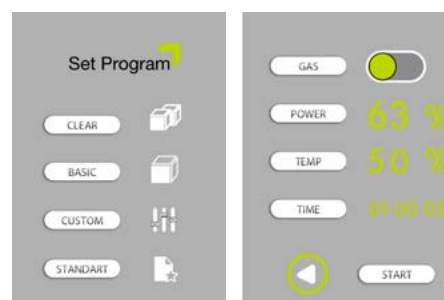 Set Program
CLEAR
BASIC
CUSTOM
STANDART
GAS
POWER 63 %
TEMP 50 %
TIME 01:00:03
START